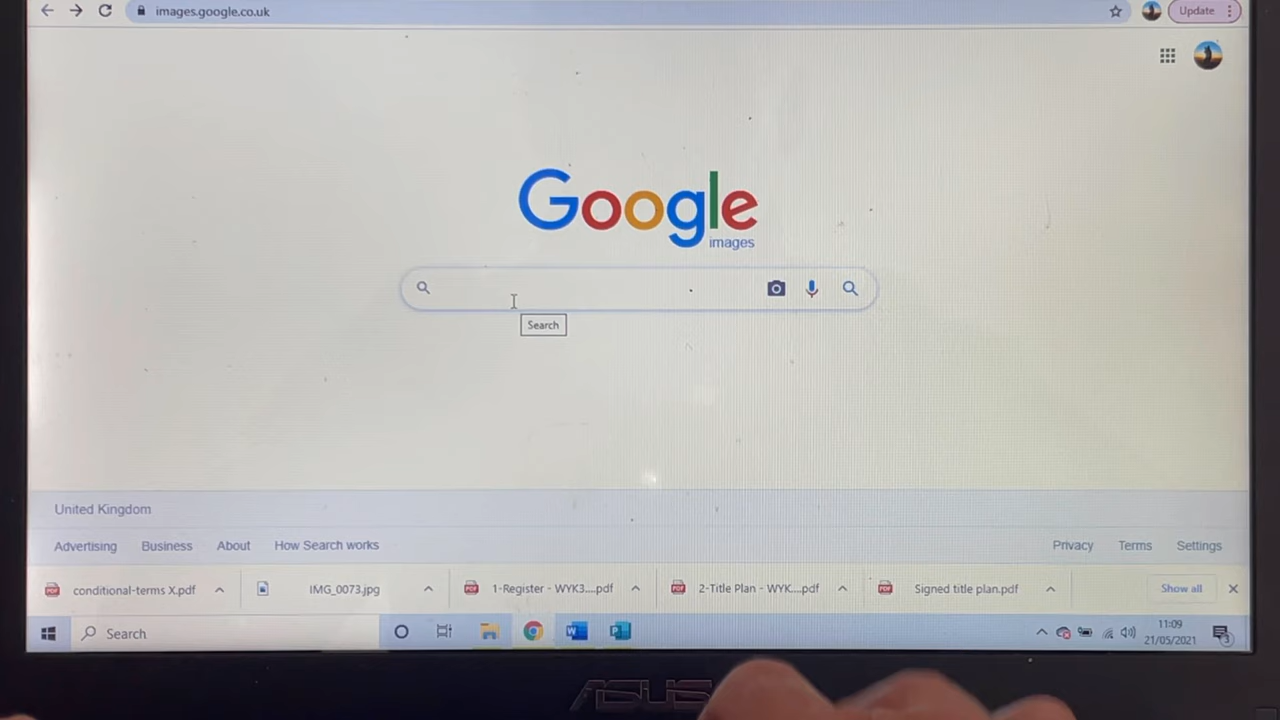 images.google.co.uk
Update
Google
images
Search
United Kingdom
Advertising Business About How Search works
Privacy Terms Settings
conditional-terms X.pdf
IMG_0073.jpg
1-Register - WYK3....pdf
2-Title Plan - WYK....pdf
Signed title plan.pdf
Show all
Search
11:09
21/05/2021
3
ASUS